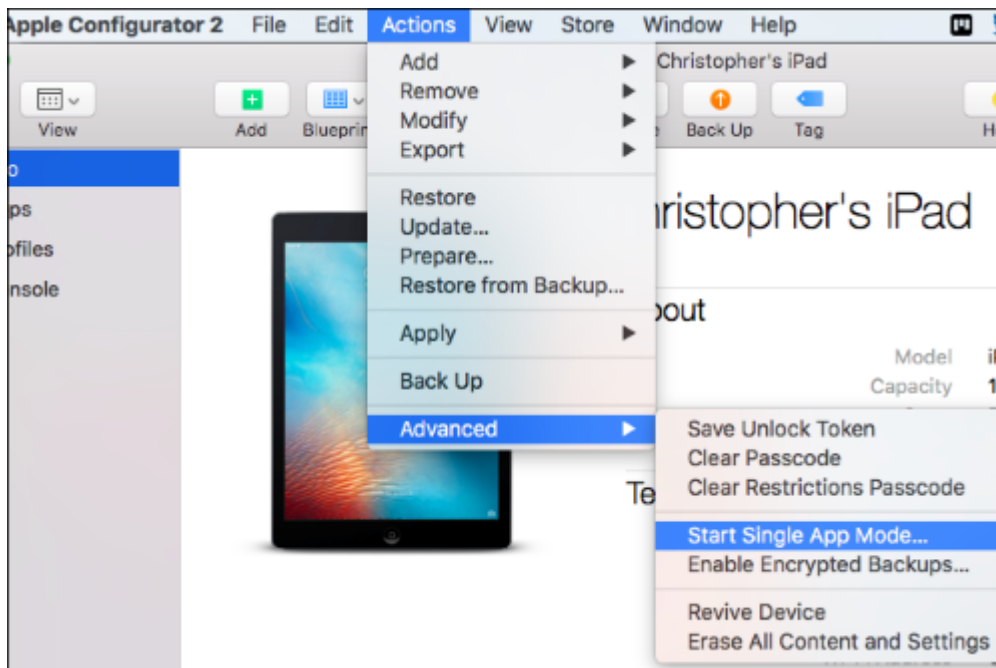 Apple Configurator 2 File Edit Actions View Store Window Help
Christopher's iPad
View Add Blueprin Back Up Tag
Add
Remove
Modify
Export
Restore
Update...
Prepare...
Restore from Backup...
Apply
Back Up
Advanced
ps
ofiles
nsole
ristopher's iPad
bout
Model
Capacity
Te
Save Unlock Token
Clear Passcode
Clear Restrictions Passcode
Start Single App Mode...
Enable Encrypted Backups...
Revive Device
Erase All Content and Settings